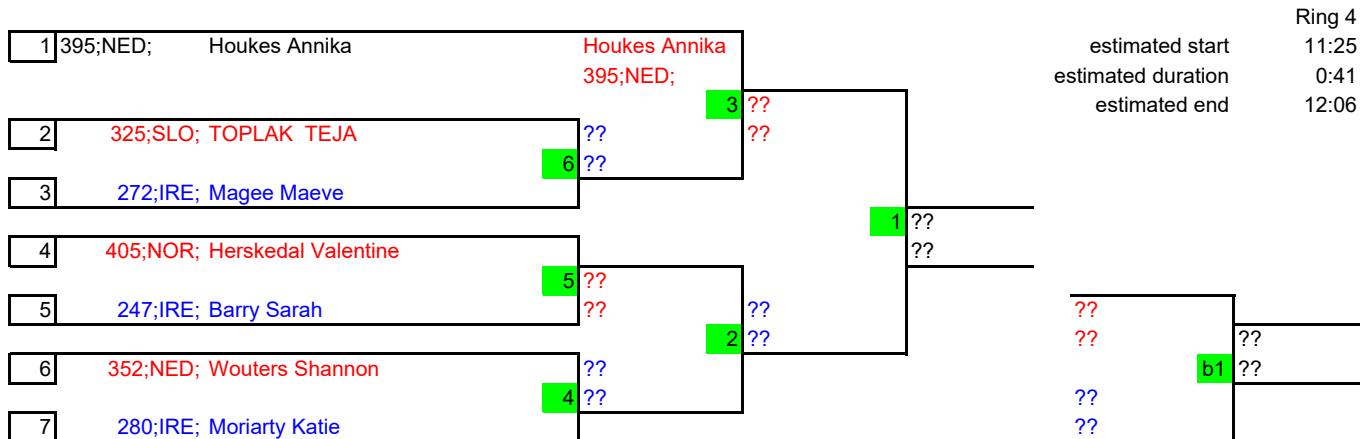 Ring 4
1 395;NED; Houkes Annika Houkes Annika estimated start 11:25
395;NED; estimated duration 0:41
3 ?? estimated end 12:06
2 325;SLO; TOPLAK TEJA ?? ??
6 ??
3 272;IRE; Magee Maeve
1 ??
4 405;NOR; Herskedal Valentine ??
5 ??
5 247;IRE; Barry Sarah ?? ?? ??
2 ?? ?? ??
6 352;NED; Wouters Shannon ?? b1 ??
4 ?? ??
7 280;IRE; Moriarty Katie ??